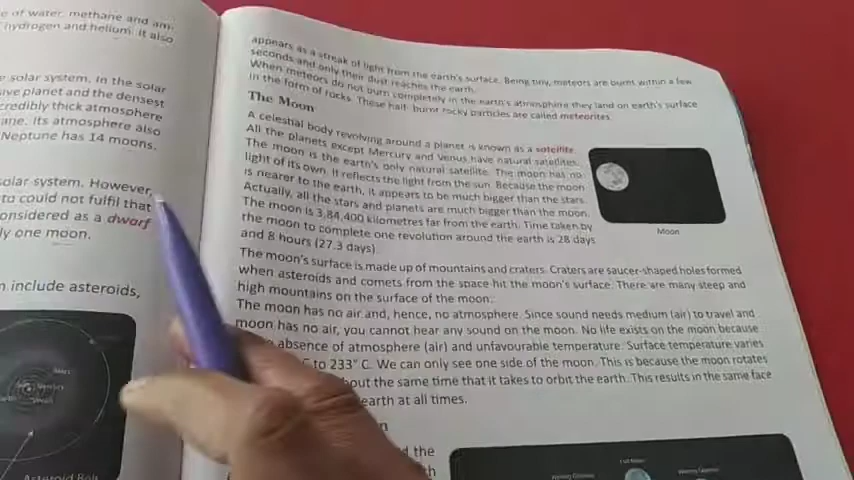 e of water, methane and am-
hydrogen and helium. It also
e solar system. In the solar
ive planet and the densest
credibly thick atmosphere
ane. Its atmosphere also
Neptune has 14 moons.
solar system. However,
to could not fulfil that
onsidered as a dwarf
ly one moon.
n include asteroids,
Asteroid Belt
appears as a streak of light from the earth's surface. Being tiny, meteors are burnt within a few
seconds and only their dust reaches the earth.
When meteors do not burn completely in the earth's atmosphere they land on earth's surface
in the form of rocks. These half- burnt rocky particles are called meteorites.
The Moon
A celestial body revolving around a planet is known as a satellite.
All the planets except Mercury and Venus have natural satellites.
The moon is the earth's only natural satellite. The moon has no
light of its own. It reflects the light from the sun. Because the moon
is nearer to the earth, it appears to be much bigger than the stars.
Actually, all the stars and planets are much bigger than the moon.
The moon is 3,84,400 kilometres far from the earth. Time taken by
the moon to complete one revolution around the earth is 28 days
and 8 hours (27.3 days).
Moon
The moon's surface is made up of mountains and craters. Craters are saucer-shaped holes formed
when asteroids and comets from the space hit the moon's surface. There are many steep and
high mountains on the surface of the moon.
The moon has no air and, hence, no atmosphere. Since sound needs medium (air) to travel and
moon has no air, you cannot hear any sound on the moon. No life exists on the moon because
absence of atmosphere (air) and unfavourable temperature. Surface temperature varies
C to 233° C. We can only see one side of the moon. This is because the moon rotates
bout the same time that it takes to orbit the earth. This results in the same face
earth at all times.
d the